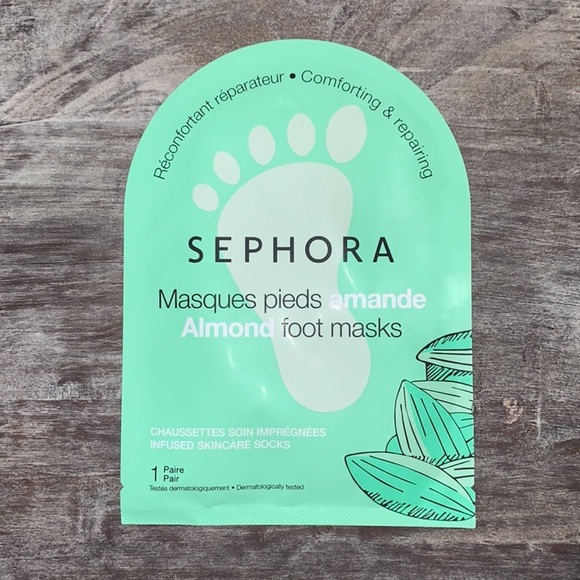 Réconfortant réparateur • Comforting & repairing
SEPHORA
Masques pieds amande
Almond foot masks
CHAUSSETTES SOIN IMPRÉGNÉES
INFUSED SKINCARE SOCKS
1 Paire
Pair
Testés dermatologiquement • Dermatologically tested